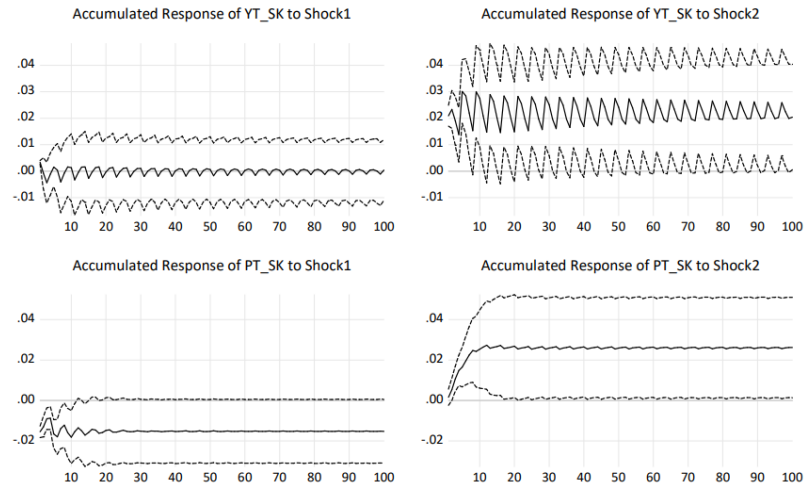 Accumulated Response of YT_SK to Shock1
Accumulated Response of YT_SK to Shock2
.04
.03
.02
.01
.00
-.01
10 20 30 40 50 60 70 80 90 100
.04
.03
.02
.01
.00
-.01
10 20 30 40 50 60 70 80 90 100
Accumulated Response of PT_SK to Shock1
Accumulated Response of PT_SK to Shock2
.04
.02
.00
-.02
10 20 30 40 50 60 70 80 90 100
.04
.02
.00
-.02
10 20 30 40 50 60 70 80 90 100